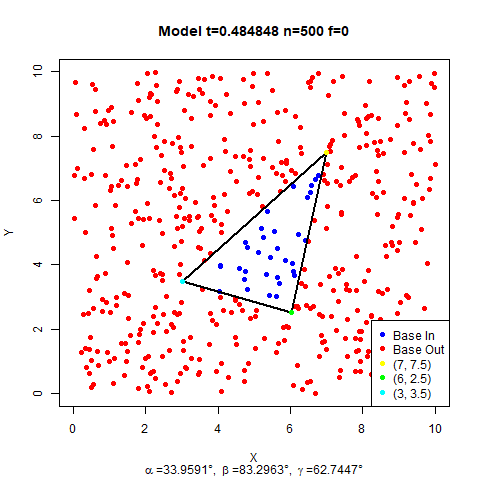 Model t=0.484848 n=500 f=0
10
8
6
4
2
0
Y
Base In
Base Out
(7, 7.5)
(6, 2.5)
(3, 3.5)
0 2 4 6 8 10
X
α=33.9591°, β=83.2963°, γ=62.7447°